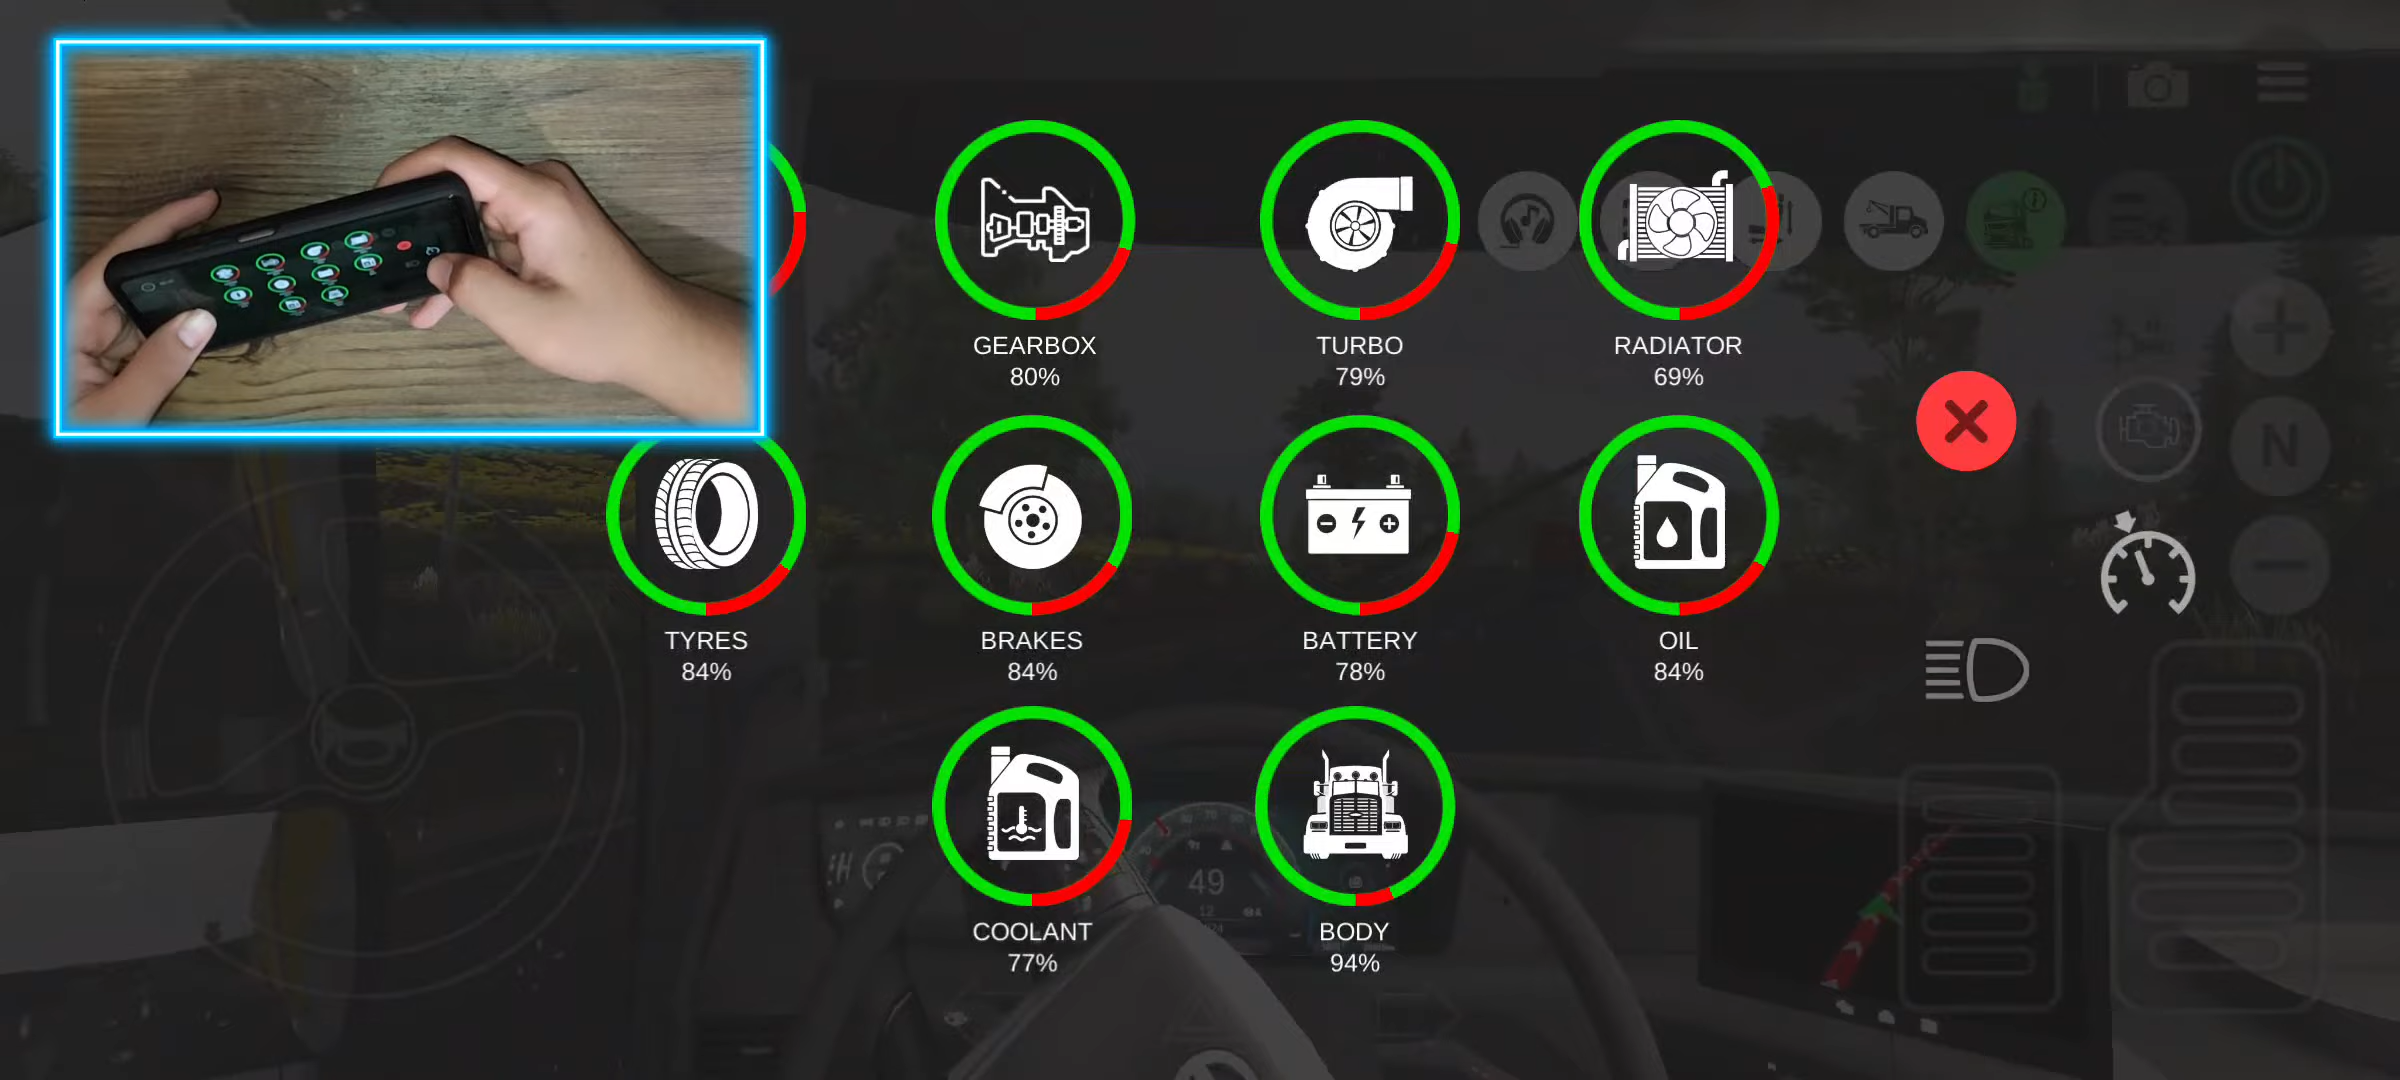 GEARBOX
80%
TURBO
79%
RADIATOR
69%
TYRES
84%
BRAKES
84%
BATTERY
78%
OIL
84%
N
COOLANT
77%
BODY
94%
49
12